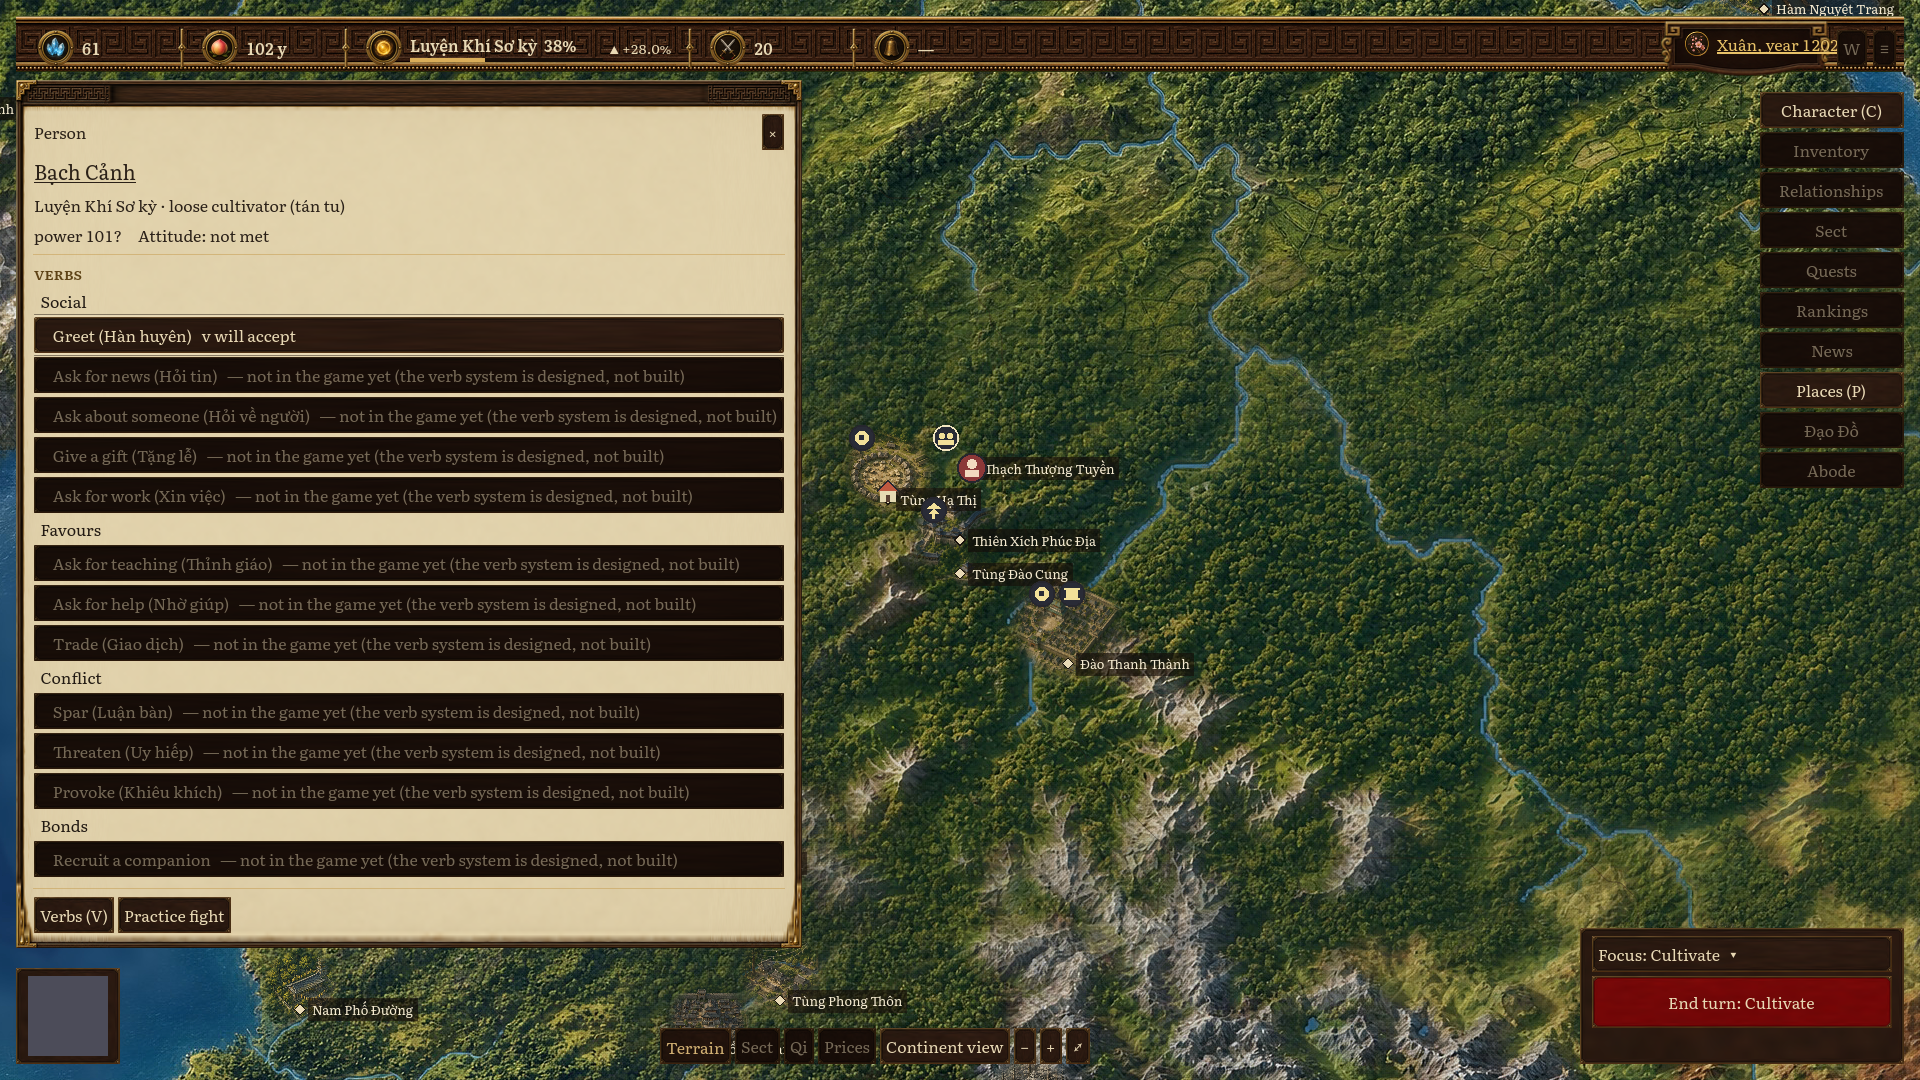 Hàm Nguyệt Trang
61
102 y
Luyện Khí Sơ kỳ 38%
▲ +28.0%
20
—
Xuân, year 1202
W
≡
Person
×
Bạch Cảnh
Luyện Khí Sơ kỳ · loose cultivator (tán tu)
power 101? Attitude: not met
VERBS
Social
Greet (Hàn huyên) v will accept
Ask for news (Hỏi tin) — not in the game yet (the verb system is designed, not built)
Ask about someone (Hỏi về người) — not in the game yet (the verb system is designed, not built)
Give a gift (Tặng lễ) — not in the game yet (the verb system is designed, not built)
Ask for work (Xin việc) — not in the game yet (the verb system is designed, not built)
Favours
Ask for teaching (Thỉnh giáo) — not in the game yet (the verb system is designed, not built)
Ask for help (Nhờ giúp) — not in the game yet (the verb system is designed, not built)
Trade (Giao dịch) — not in the game yet (the verb system is designed, not built)
Conflict
Spar (Luận bàn) — not in the game yet (the verb system is designed, not built)
Threaten (Uy hiếp) — not in the game yet (the verb system is designed, not built)
Provoke (Khiêu khích) — not in the game yet (the verb system is designed, not built)
Bonds
Recruit a companion — not in the game yet (the verb system is designed, not built)
Verbs (V)
Practice fight
Character (C)
Inventory
Relationships
Sect
Quests
Rankings
News
Places (P)
Đạo Đồ
Abode
Thạch Thượng Tuyền
Hạ Thị
Thiên Xích Phúc Địa
Tùng Đào Cung
Đào Thanh Thành
Nam Phố Đường
Tùng Phong Thôn
Terrain
Sect
Qi
Prices
Continent view
−
+
⤢
Focus: Cultivate ▾
End turn: Cultivate